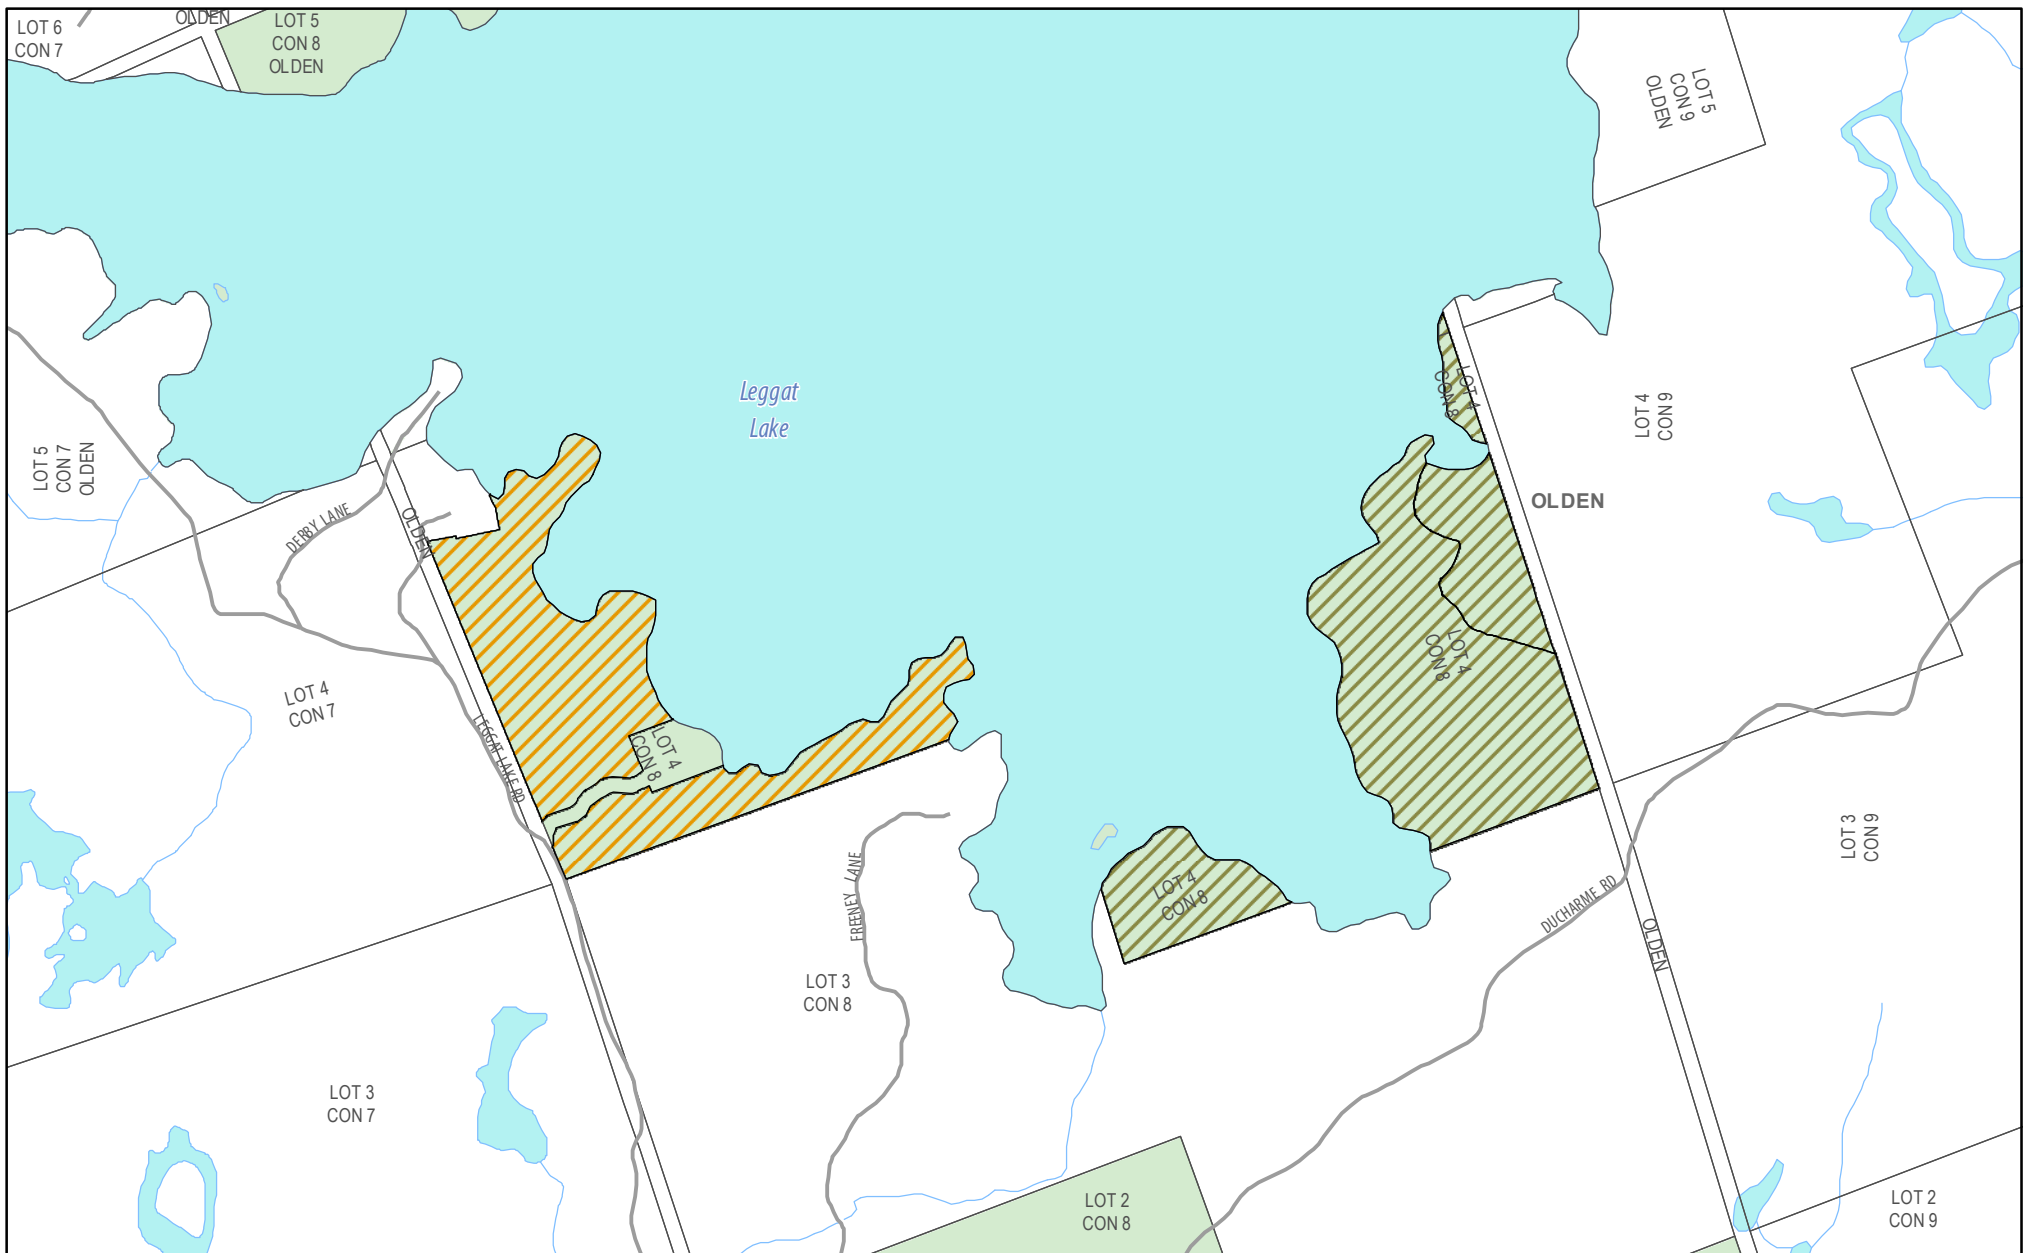 LOT 6
CON 7
OLDEN
LOT 5
CON 8
OLDEN
LOT 5
CON 9
OLDEN
Leggat
Lake
LOT 4
CON 8
LOT 4
CON 9
LOT 5
CON 7
OLDEN
DERBY LANE
OLDEN
OLDEN
LOT 4
CON 8
LOT 4
CON 7
LEGGAT LAKE RD
LOT 4
CON 8
LOT 3
CON 9
FREENEY LANE
LOT 4
CON 8
DUCHARME RD
OLDEN
LOT 3
CON 8
LOT 3
CON 7
LOT 2
CON 8
LOT 2
CON 9